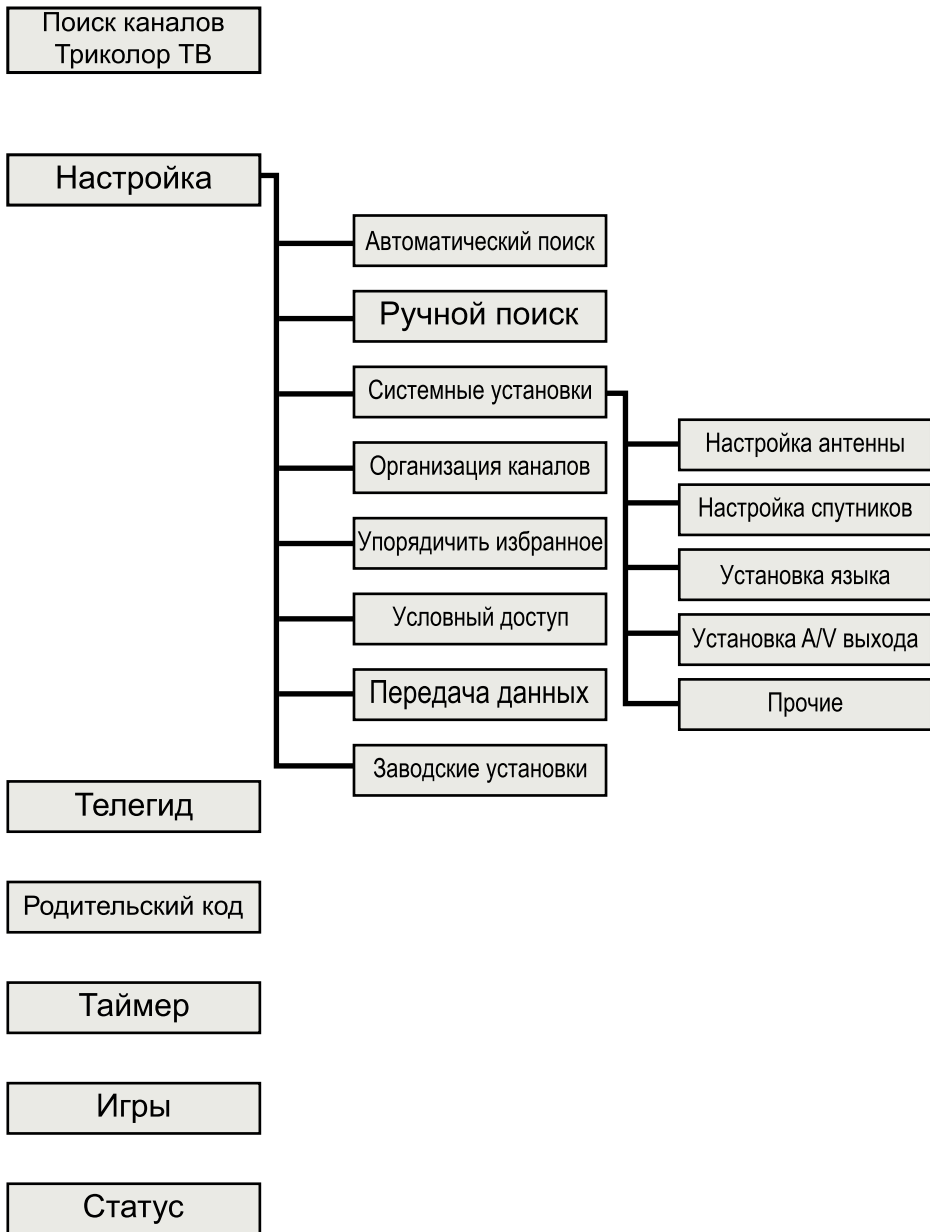 Поиск каналов
Триколор ТВ
Настройка
Автоматический поиск
Ручной поиск
Системные установки
Настройка антенны
Настройка спутников
Установка языка
Установка A/V выхода
Прочие
Организация каналов
Упорядичить избранное
Условный доступ
Передача данных
Заводские установки
Телегид
Родительский код
Таймер
Игры
Статус